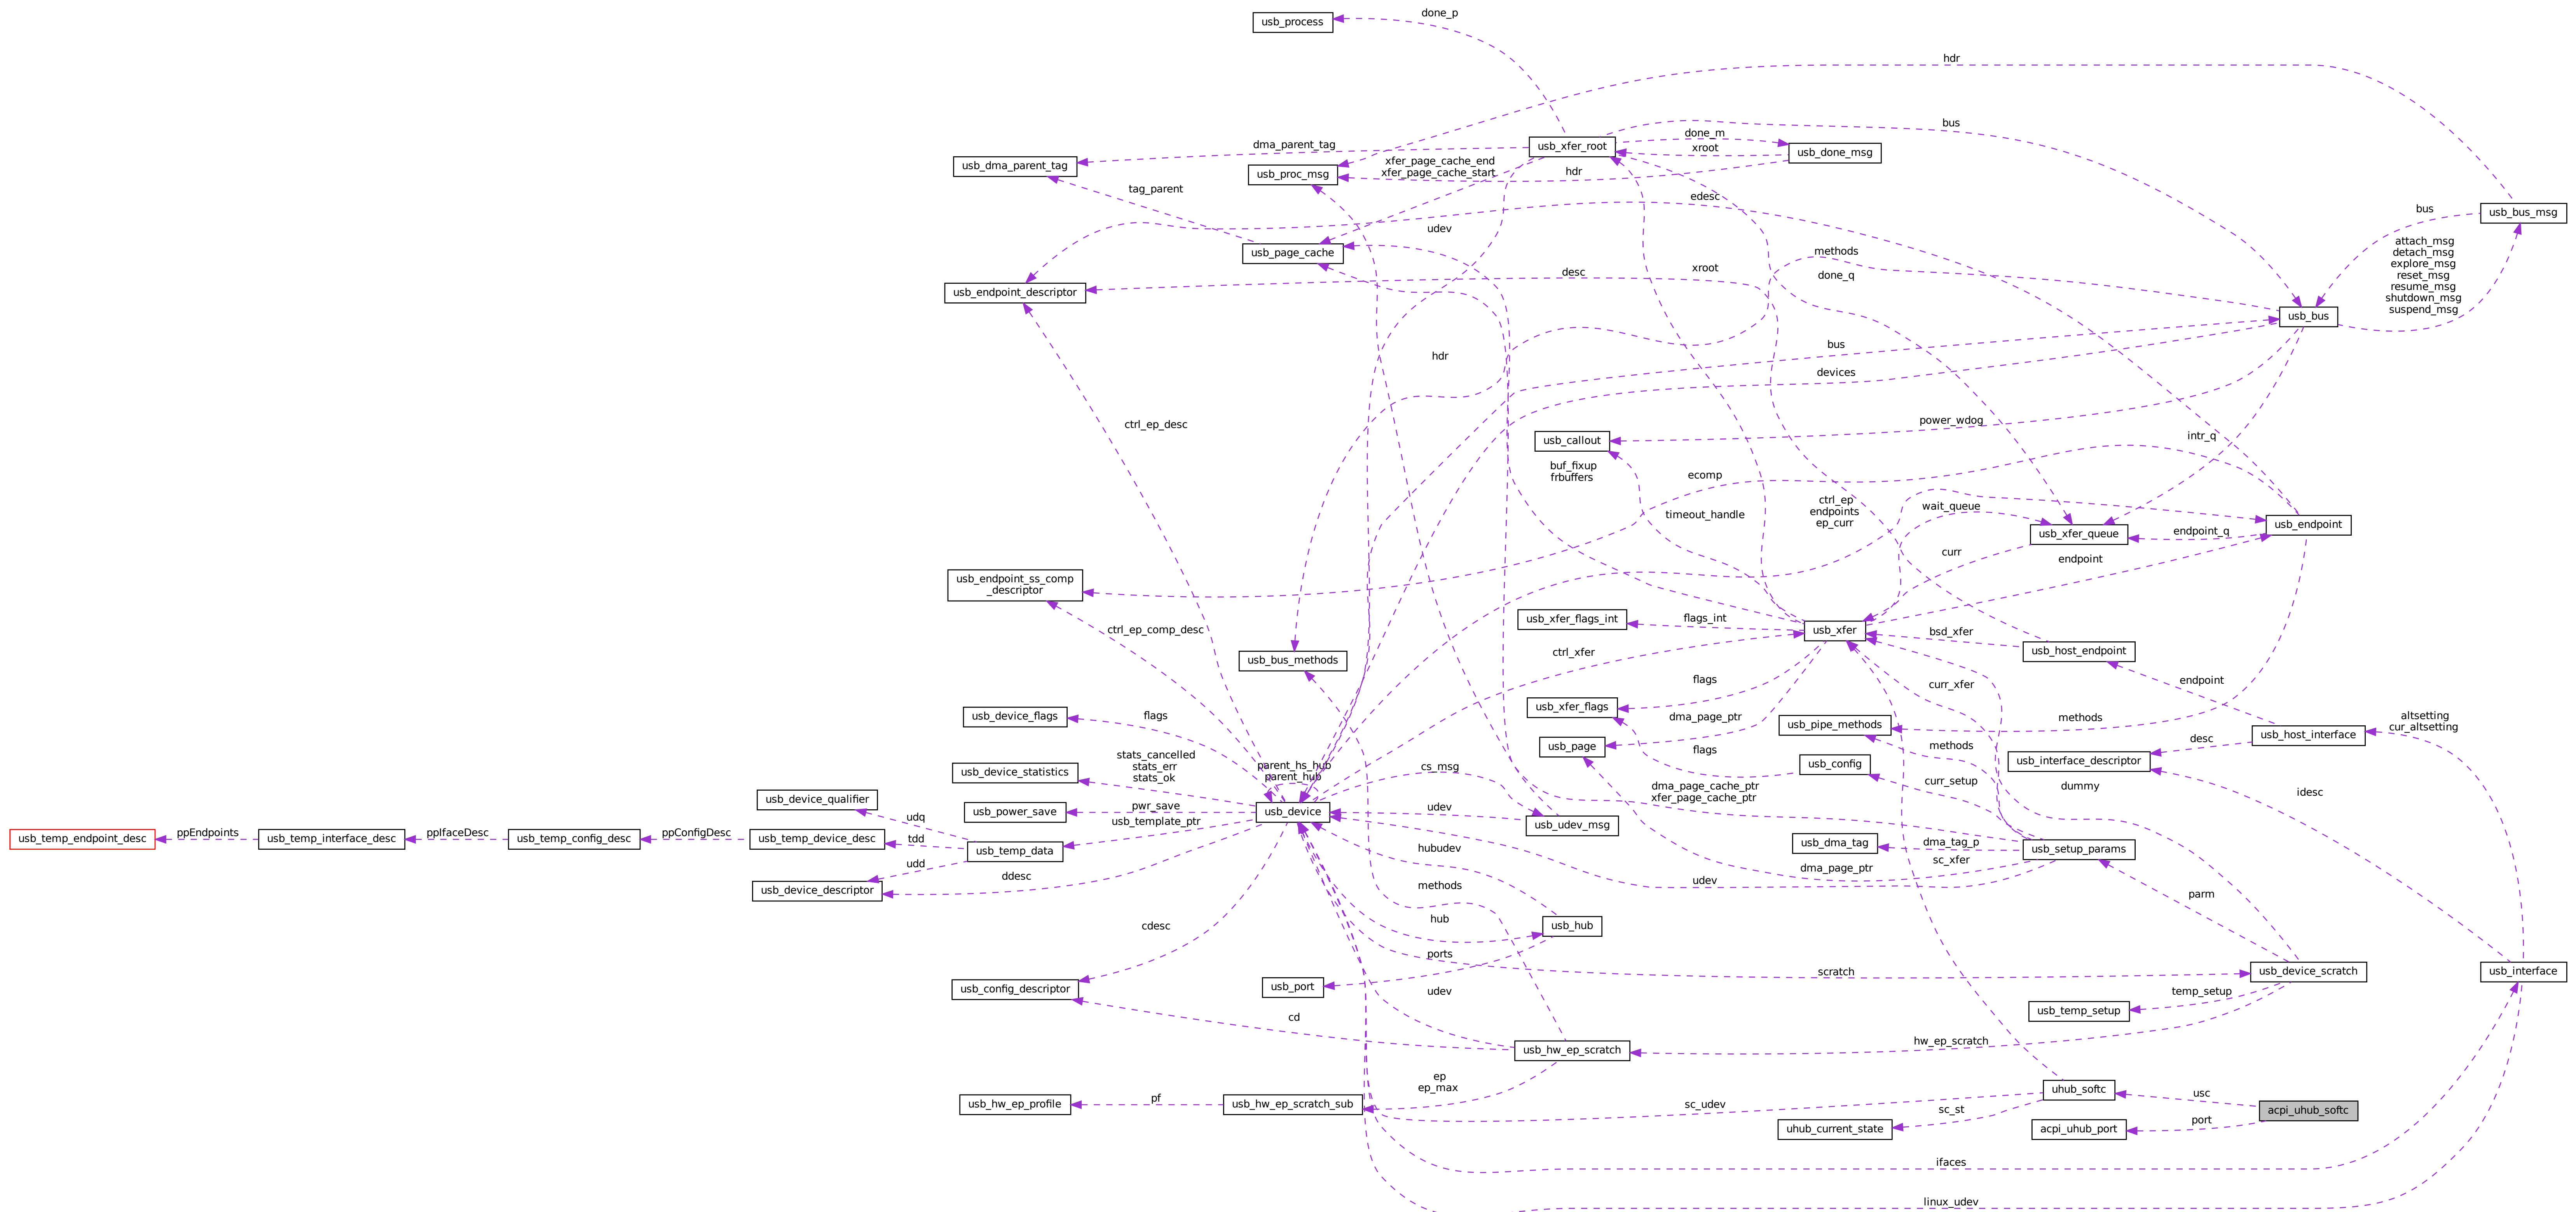 done_p
usb_process
hdr
bus
done_m
usb_xfer_root
dma_parent_tag
xroot
usb_done_msg
xfer_page_cache_end
xfer_page_cache_start
usb_dma_parent_tag
usb_proc_msg
hdr
tag_parent
edesc
bus
usb_bus_msg
udev
attach_msg
detach_msg
explore_msg
reset_msg
resume_msg
shutdown_msg
suspend_msg
usb_page_cache
methods
desc
xroot
done_q
usb_endpoint_descriptor
usb_bus
bus
hdr
devices
ctrl_ep_desc
power_wdog
usb_callout
intr_q
buf_fixup
frbuffers
ecomp
ctrl_ep
endpoints
ep_curr
wait_queue
timeout_handle
usb_endpoint
usb_xfer_queue
endpoint_q
curr
endpoint
usb_endpoint_ss_comp
_descriptor
usb_xfer_flags_int
flags_int
usb_xfer
bsd_xfer
ctrl_ep_comp_desc
usb_host_endpoint
ctrl_xfer
usb_bus_methods
flags
curr_xfer
endpoint
usb_device_flags
flags
usb_xfer_flags
dma_page_ptr
usb_pipe_methods
methods
altsetting
cur_altsetting
usb_host_interface
desc
usb_page
flags
methods
stats_cancelled
stats_err
stats_ok
usb_device_statistics
parent_hs_hub
parent_hub
cs_msg
usb_config
usb_interface_descriptor
curr_setup
dma_page_cache_ptr
xfer_page_cache_ptr
dummy
idesc
usb_device_qualifier
usb_power_save
pwr_save
usb_device
udev
usb_udev_msg
udq
usb_template_ptr
usb_temp_endpoint_desc
ppEndpoints
usb_temp_interface_desc
ppIfaceDesc
usb_temp_config_desc
ppConfigDesc
usb_temp_device_desc
tdd
usb_temp_data
hubudev
usb_dma_tag
dma_tag_p
usb_setup_params
sc_xfer
udd
ddesc
dma_page_ptr
udev
usb_device_descriptor
methods
parm
cdesc
hub
usb_hub
ports
scratch
usb_device_scratch
usb_interface
usb_config_descriptor
usb_port
udev
temp_setup
usb_temp_setup
cd
hw_ep_scratch
usb_hw_ep_scratch
ep
ep_max
uhub_softc
usc
usb_hw_ep_profile
pf
usb_hw_ep_scratch_sub
sc_udev
sc_st
acpi_uhub_softc
uhub_current_state
acpi_uhub_port
port
ifaces
linux_udev